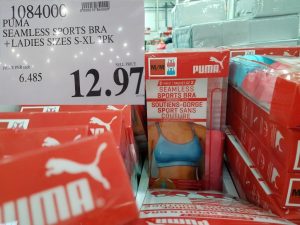 1084000
PUMA
SEAMLESS SPORTS BRA
+LADIES SIZES S-XL 2PK
6.485
12.97
M/M
PUMA
SEAMLESS
SPORTS BRA
SOUTIENS-GORGE
SPORT SANS
COUTURE
PUMA
PUMA